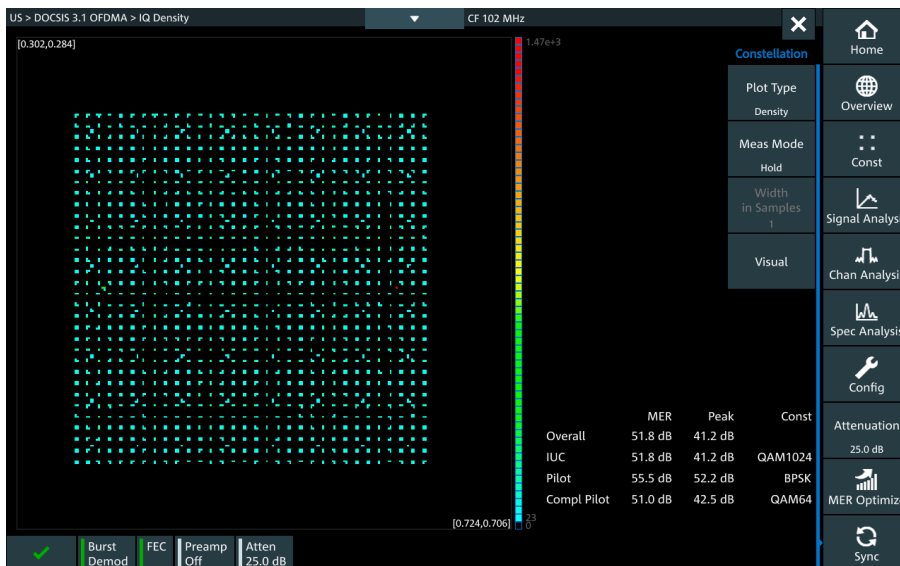 US > DOCSIS 3.1 OFDMA > IQ Density
CF 102 MHz
[0.302,0.284]
1.47e+3
Constellation
Plot Type
Density
Meas Mode
Hold
Width
in Samples
1
Visual
MER Peak Const
Overall 51.8 dB 41.2 dB
IUC 51.8 dB 41.2 dB QAM1024
Pilot 55.5 dB 52.2 dB BPSK
Compl Pilot 51.0 dB 42.5 dB QAM64
[0.724,0.706]
23
0
Burst
Demod
FEC
Preamp
Off
Atten
25.0 dB
Home
Overview
Const
Signal Analys
Chan Analysi
Spec Analysis
Config
Attenuation
25.0 dB
MER Optimiz
Sync